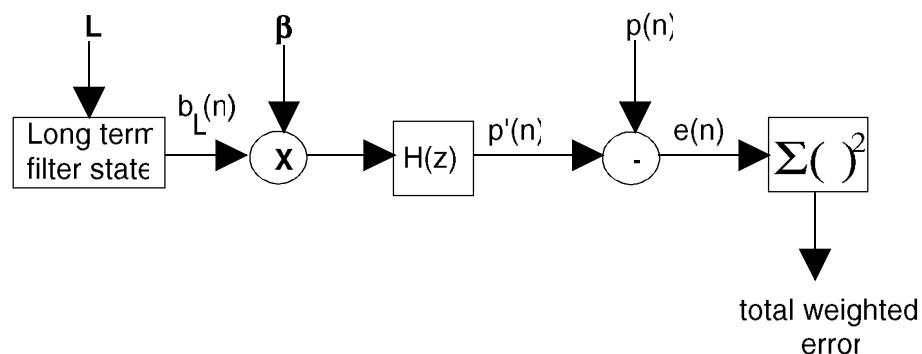 L
β
p(n)
Long term
filter state
b_L(n)
X
H(z)
p'(n)
-
e(n)
Σ( )²
total weighted
error